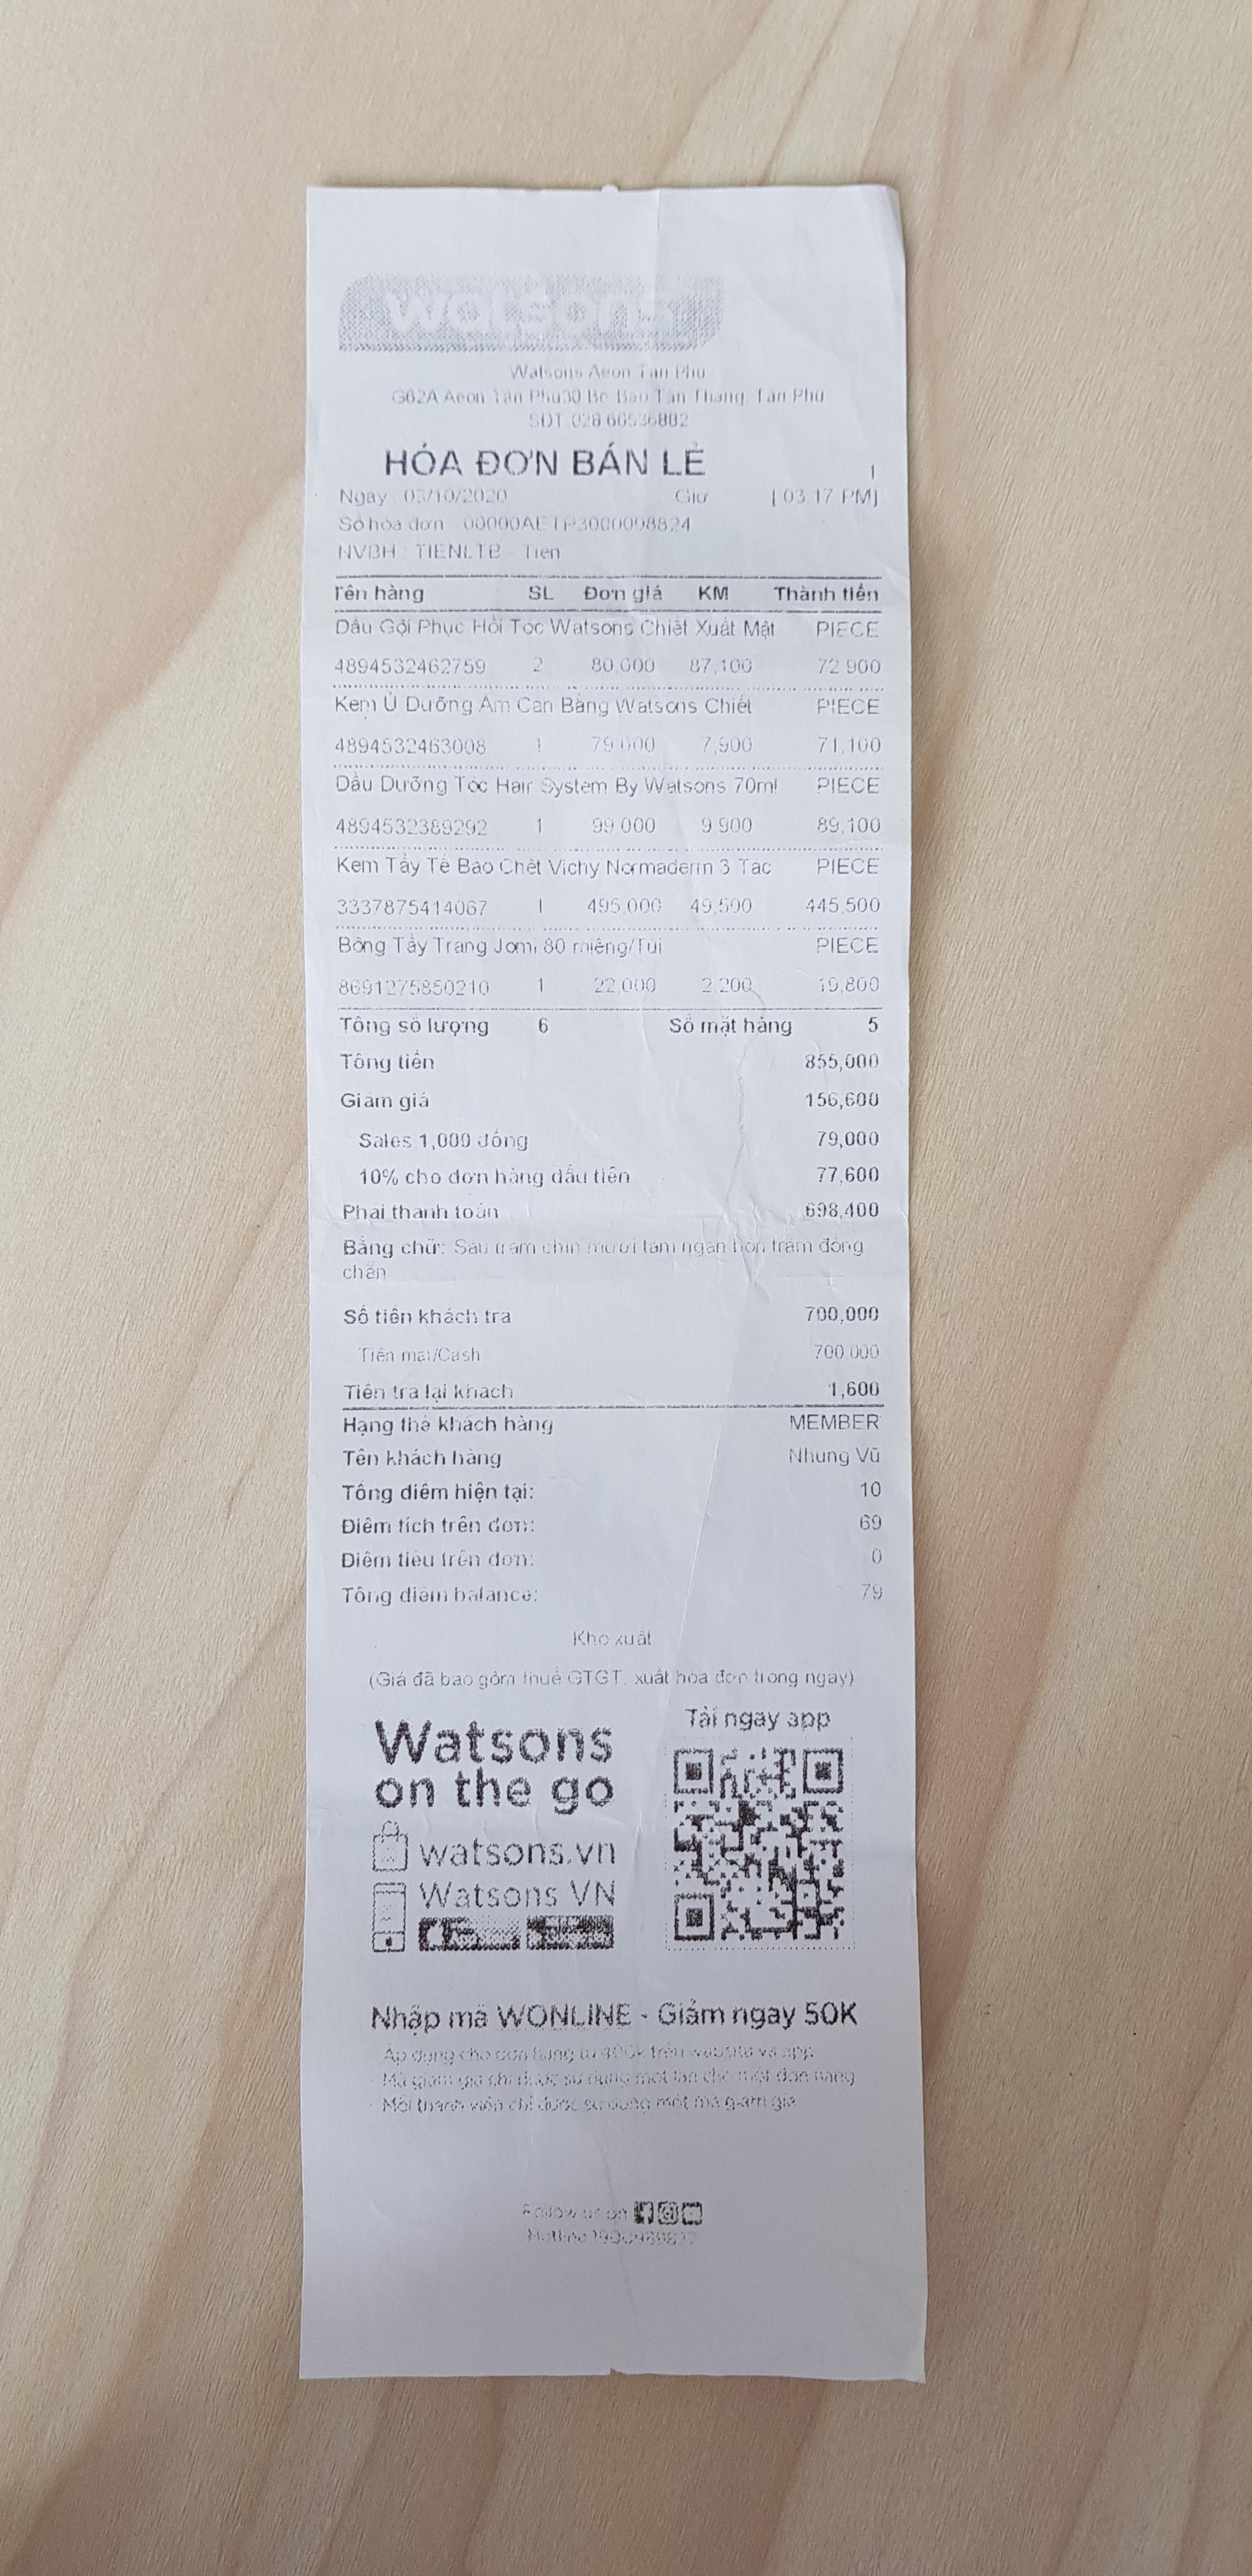 watsons
Watsons Aeon Tân Phú
G62A Aeon Tân Phú30 Bờ Bao Tân Thắng, Tân Phú
SDT 028 66536882
HÓA ĐƠN BÁN LẺ 1
Ngày : 03/10/2020 Giờ [ 03:17 PM]
Số hóa đơn : 00000AETP3000098824
NVBH : TIENLTB - Tien
Tên hàng SL Đơn giá KM Thành tiền
Dầu Gội Phục Hồi Tóc Watsons Chiết Xuất Mật PIECE
4894532462759 2 80,000 87,100 72,900
Kem Ủ Dưỡng Ẩm Cân Bằng Watsons Chiết PIECE
4894532463008 1 79,000 7,900 71,100
Dầu Dưỡng Tóc Hair System By Watsons 70ml PIECE
4894532389292 1 99,000 9,900 89,100
Kem Tẩy Tế Bào Chết Vichy Normaderm 3 Tác PIECE
3337875414067 1 495,000 49,500 445,500
Bông Tẩy Trang Jomi 80 miếng/Túi PIECE
8691275850210 1 22,000 2,200 19,800
Tổng số lượng 6 Số mặt hàng 5
Tổng tiền 855,000
Giảm giá 156,600
Sales 1,000 đồng 79,000
10% cho đơn hàng đầu tiên 77,600
Phải thanh toán 698,400
Bằng chữ: Sáu trăm chín mươi tám ngàn bốn trăm đồng
chẵn
Số tiền khách trả 700,000
Tiền mặt/Cash 700,000
Tiền trả lại khách 1,600
Hạng thẻ khách hàng MEMBER
Tên khách hàng Nhung Vũ
Tổng điểm hiện tại: 10
Điểm tích trên đơn: 69
Điểm tiêu trên đơn: 0
Tổng điểm balance: 79
Kho xuất
(Giá đã bao gồm thuế GTGT, xuất hóa đơn trong ngày)
Watsons
on the go
Tải ngay app
watsons.vn
Watsons VN
Nhập mã WONLINE - Giảm ngay 50K
Áp dụng cho đơn hàng từ 400k trên website và app
- Mã giảm giá chỉ được sử dụng một lần cho một đơn hàng
- Mỗi thành viên chỉ được sử dụng một mã giảm giá
Follow us on
Hotline